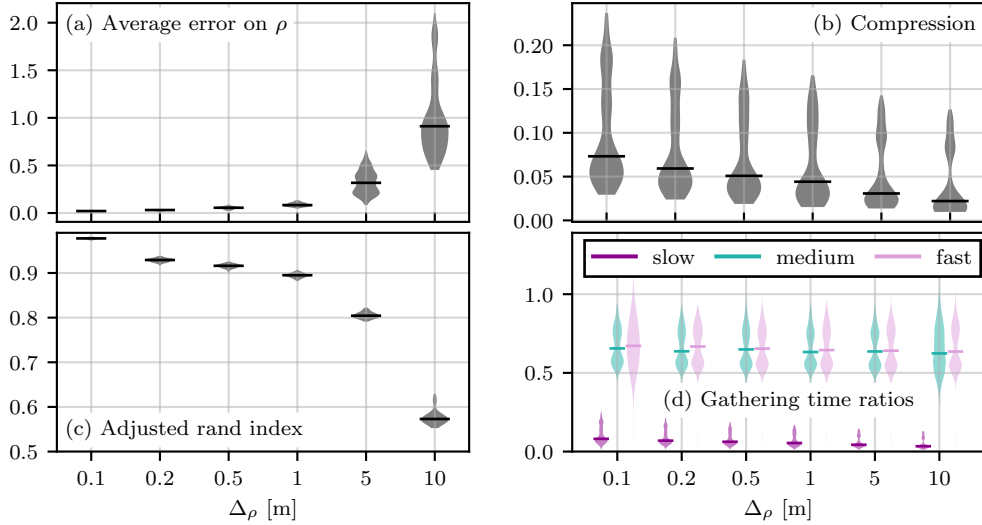 (a) Average error on ρ
2.0
1.5
1.0
0.5
0.0
(b) Compression
0.20
0.15
0.10
0.05
0.00
0.9
0.8
0.7
0.6
0.5
(c) Adjusted rand index
0.1 0.2 0.5 1 5 10
Δρ [m]
slow medium fast
1.0
0.5
0.0
(d) Gathering time ratios
0.1 0.2 0.5 1 5 10
Δρ [m]